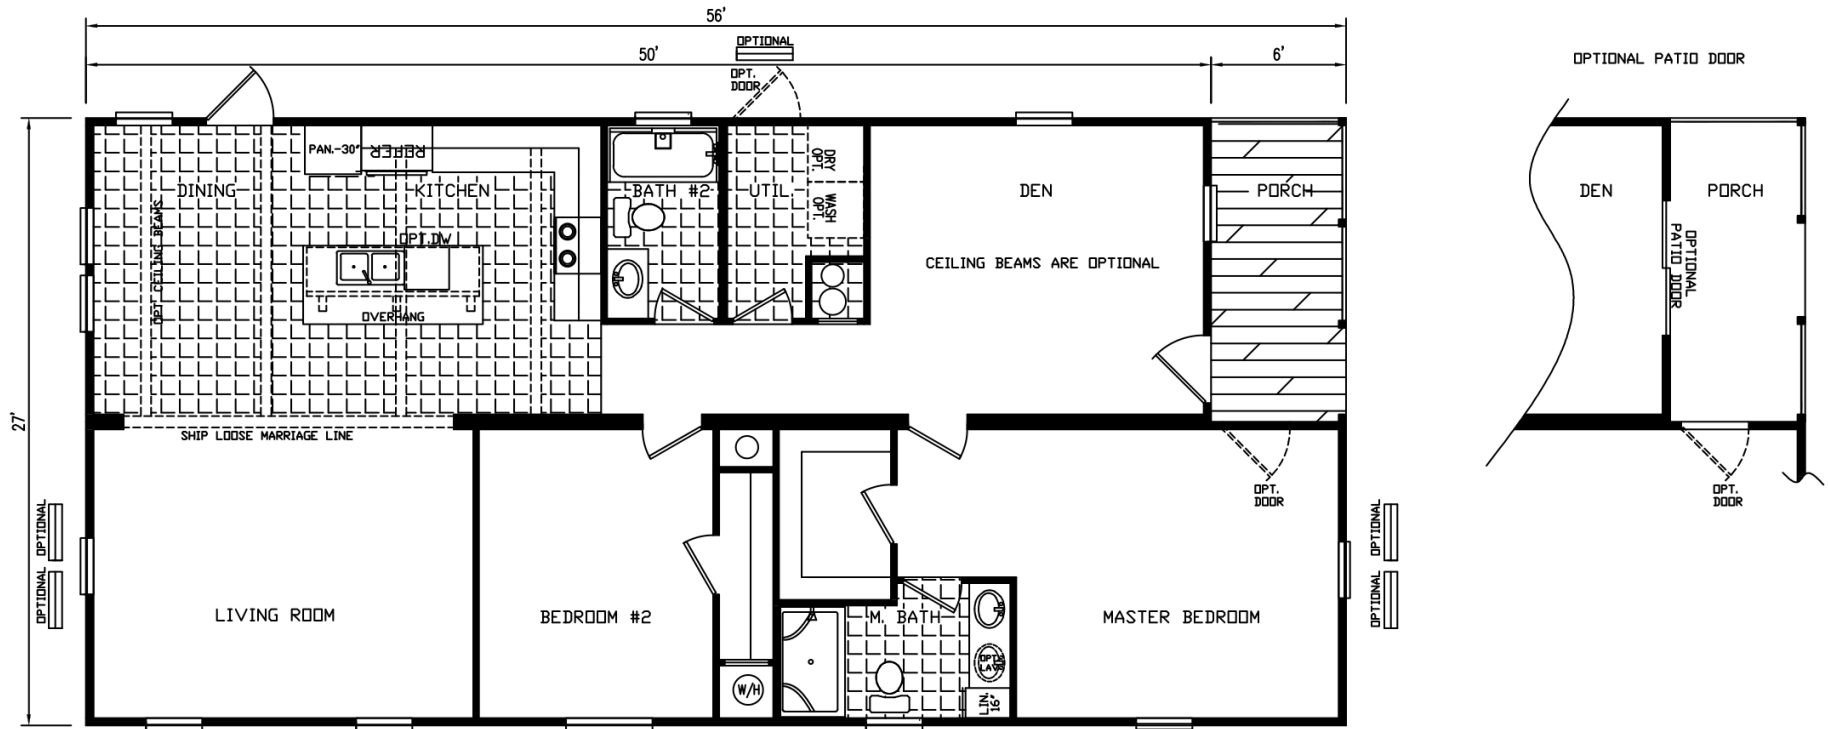 56'
OPTIONAL
50'
6'
OPTIONAL PATIO DOOR
OPT.
DOOR
PAN.-30"
REFER
DINING
KITCHEN
BATH #2
UTIL.
DRY
OPT.
WASH
OPT.
DEN
PORCH
DEN
PORCH
OPT. CEILING BEAMS
OPT.DW
OVERHANG
CEILING BEAMS ARE OPTIONAL
OPTIONAL
PATIO DOOR
27'
SHIP LOOSE MARRIAGE LINE
OPT.
DOOR
OPT.
DOOR
OPTIONAL
OPTIONAL
OPTIONAL
OPTIONAL
LIVING ROOM
BEDROOM #2
M. BATH
MASTER BEDROOM
OPT.
LAV.
W/H
LIN.
16"